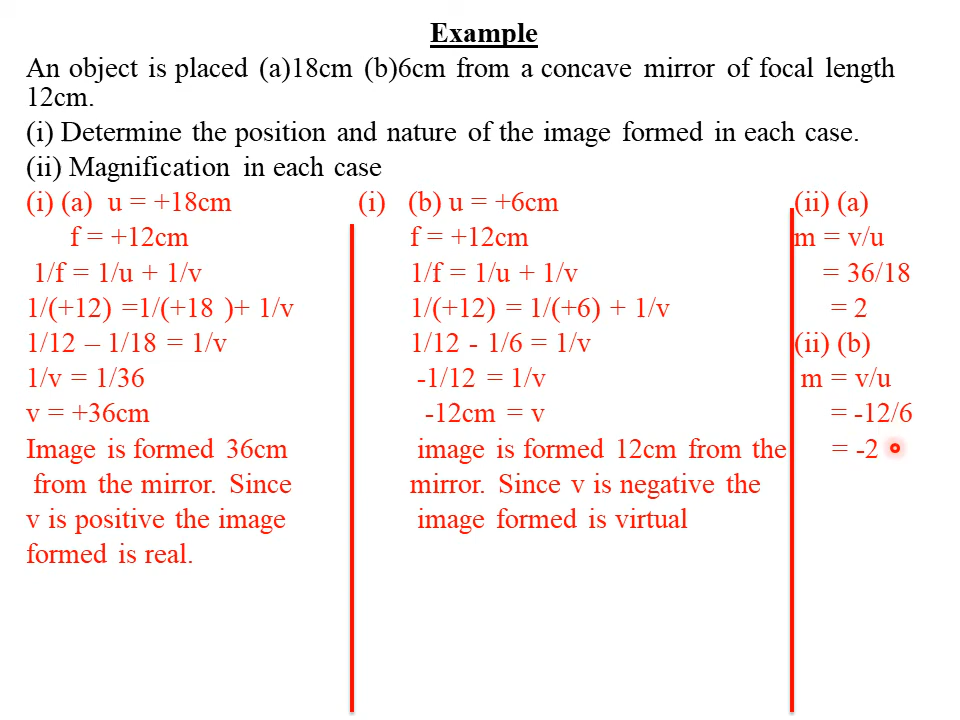 Example
An object is placed (a)18cm (b)6cm from a concave mirror of focal length
12cm.
(i) Determine the position and nature of the image formed in each case.
(ii) Magnification in each case
(i) (a) u = +18cm
f = +12cm
1/f = 1/u + 1/v
1/(+12) =1/(+18 )+ 1/v
1/12 – 1/18 = 1/v
1/v = 1/36
v = +36cm
Image is formed 36cm
from the mirror. Since
v is positive the image
formed is real.
(i) (b) u = +6cm
f = +12cm
1/f = 1/u + 1/v
1/(+12) = 1/(+6) + 1/v
1/12 - 1/6 = 1/v
-1/12 = 1/v
-12cm = v
image is formed 12cm from the
mirror. Since v is negative the
image formed is virtual
(ii) (a)
m = v/u
= 36/18
= 2
(ii) (b)
m = v/u
= -12/6
= -2